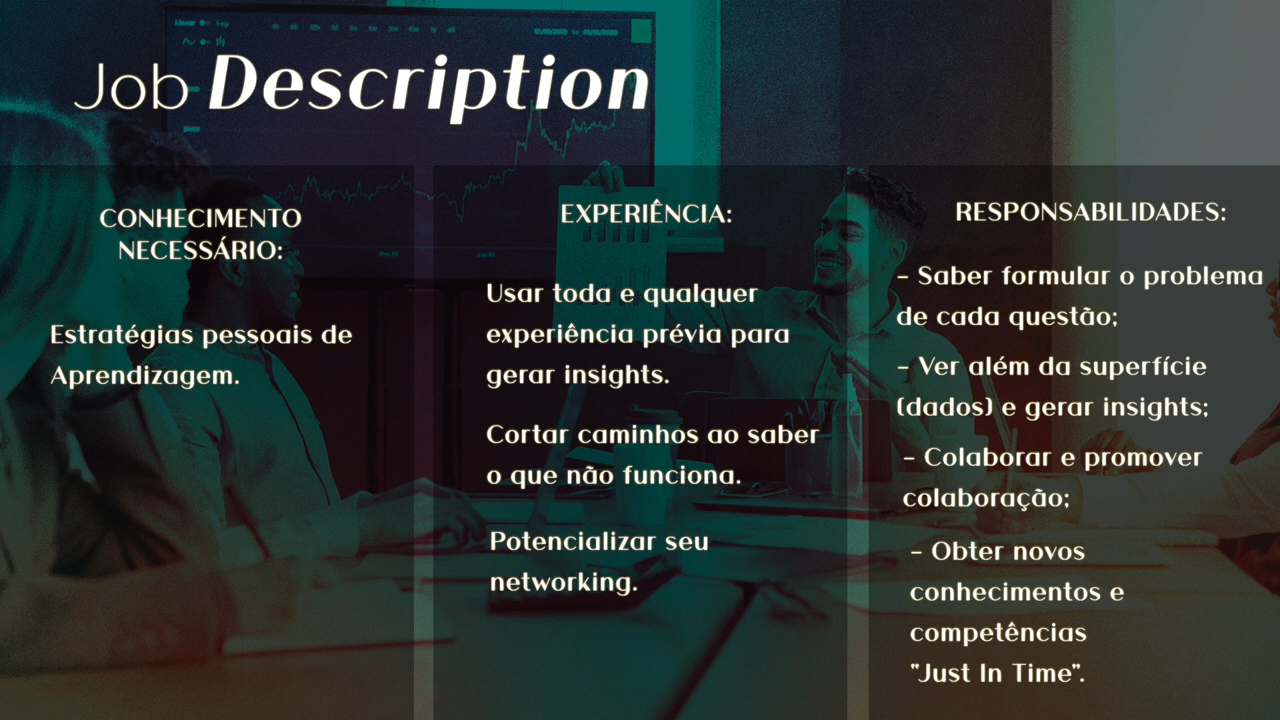 Linear Log
Job Description
CONHECIMENTO
NECESSÁRIO:
Estratégias pessoais de
Aprendizagem.
EXPERIÊNCIA:
Usar toda e qualquer
experiência prévia para
gerar insights.
Cortar caminhos ao saber
o que não funciona.
Potencializar seu
networking.
RESPONSABILIDADES:
- Saber formular o problema
de cada questão;
- Ver além da superfície
(dados) e gerar insights;
- Colaborar e promover
colaboração;
- Obter novos
conhecimentos e
competências
"Just In Time".